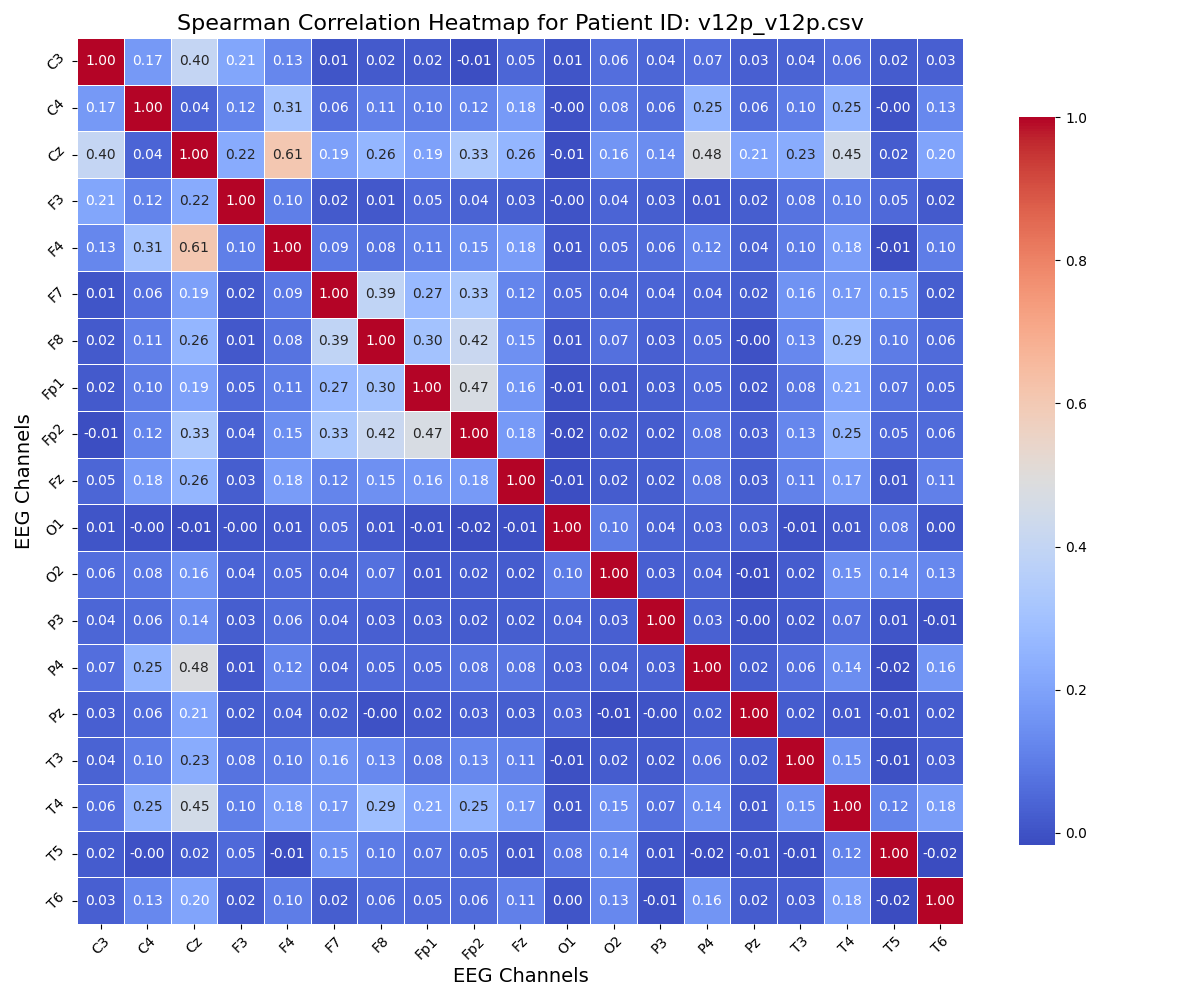 Spearman Correlation Heatmap for Patient ID: v12p_v12p.csv
C3 1.00 0.17 0.40 0.21 0.13 0.01 0.02 0.02 -0.01 0.05 0.01 0.06 0.04 0.07 0.03 0.04 0.06 0.02 0.03
C4 0.17 1.00 0.04 0.12 0.31 0.06 0.11 0.10 0.12 0.18 -0.00 0.08 0.06 0.25 0.06 0.10 0.25 -0.00 0.13
Cz 0.40 0.04 1.00 0.22 0.61 0.19 0.26 0.19 0.33 0.26 -0.01 0.16 0.14 0.48 0.21 0.23 0.45 0.02 0.20
F3 0.21 0.12 0.22 1.00 0.10 0.02 0.01 0.05 0.04 0.03 -0.00 0.04 0.03 0.01 0.02 0.08 0.10 0.05 0.02
F4 0.13 0.31 0.61 0.10 1.00 0.09 0.08 0.11 0.15 0.18 0.01 0.05 0.06 0.12 0.04 0.10 0.18 -0.01 0.10
F7 0.01 0.06 0.19 0.02 0.09 1.00 0.39 0.27 0.33 0.12 0.05 0.04 0.04 0.04 0.02 0.16 0.17 0.15 0.02
F8 0.02 0.11 0.26 0.01 0.08 0.39 1.00 0.30 0.42 0.15 0.01 0.07 0.03 0.05 -0.00 0.13 0.29 0.10 0.06
Fp1 0.02 0.10 0.19 0.05 0.11 0.27 0.30 1.00 0.47 0.16 -0.01 0.01 0.03 0.05 0.02 0.08 0.21 0.07 0.05
Fp2 -0.01 0.12 0.33 0.04 0.15 0.33 0.42 0.47 1.00 0.18 -0.02 0.02 0.02 0.08 0.03 0.13 0.25 0.05 0.06
Fz 0.05 0.18 0.26 0.03 0.18 0.12 0.15 0.16 0.18 1.00 -0.01 0.02 0.02 0.08 0.03 0.11 0.17 0.01 0.11
O1 0.01 -0.00 -0.01 -0.00 0.01 0.05 0.01 -0.01 -0.02 -0.01 1.00 0.10 0.04 0.03 0.03 -0.01 0.01 0.08 0.00
O2 0.06 0.08 0.16 0.04 0.05 0.04 0.07 0.01 0.02 0.02 0.10 1.00 0.03 0.04 -0.01 0.02 0.15 0.14 0.13
P3 0.04 0.06 0.14 0.03 0.06 0.04 0.03 0.03 0.02 0.02 0.04 0.03 1.00 0.03 -0.00 0.02 0.07 0.01 -0.01
P4 0.07 0.25 0.48 0.01 0.12 0.04 0.05 0.05 0.08 0.08 0.03 0.04 0.03 1.00 0.02 0.06 0.14 -0.02 0.16
Pz 0.03 0.06 0.21 0.02 0.04 0.02 -0.00 0.02 0.03 0.03 0.03 -0.01 -0.00 0.02 1.00 0.02 0.01 -0.01 0.02
T3 0.04 0.10 0.23 0.08 0.10 0.16 0.13 0.08 0.13 0.11 -0.01 0.02 0.02 0.06 0.02 1.00 0.15 -0.01 0.03
T4 0.06 0.25 0.45 0.10 0.18 0.17 0.29 0.21 0.25 0.17 0.01 0.15 0.07 0.14 0.01 0.15 1.00 0.12 0.18
T5 0.02 -0.00 0.02 0.05 -0.01 0.15 0.10 0.07 0.05 0.01 0.08 0.14 0.01 -0.02 -0.01 -0.01 0.12 1.00 -0.02
T6 0.03 0.13 0.20 0.02 0.10 0.02 0.06 0.05 0.06 0.11 0.00 0.13 -0.01 0.16 0.02 0.03 0.18 -0.02 1.00
C3 C4 Cz F3 F4 F7 F8 Fp1 Fp2 Fz O1 O2 P3 P4 Pz T3 T4 T5 T6
EEG Channels
EEG Channels
1.0
0.8
0.6
0.4
0.2
0.0